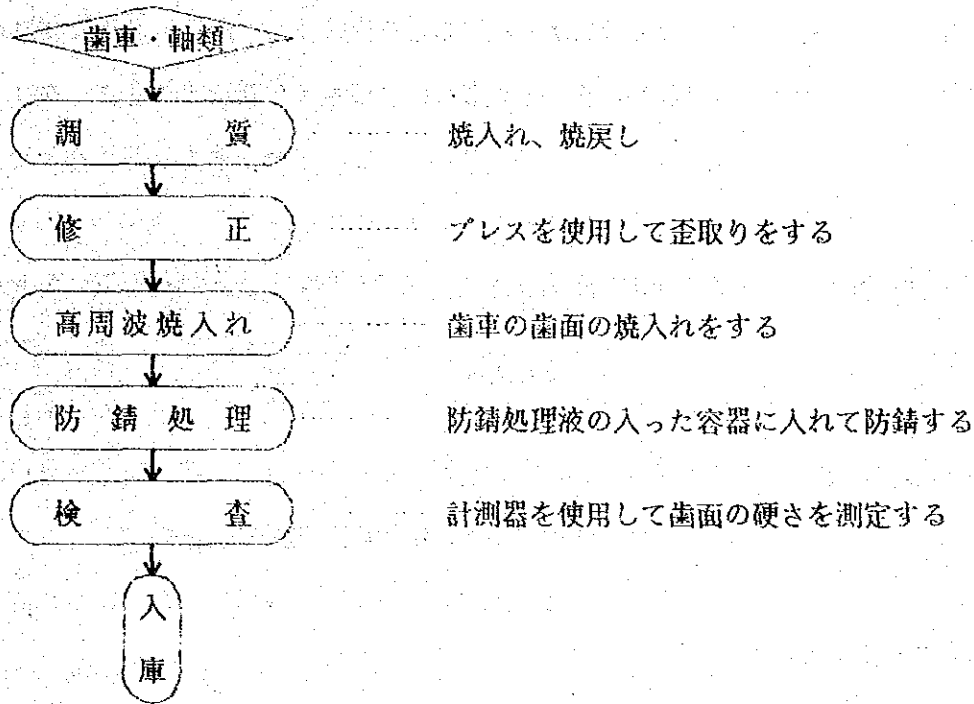 歯車・軸類
調質 ……… 焼入れ、焼戻し
修正 ……… プレスを使用して歪取りをする
高周波焼入れ ……… 歯車の歯面の焼入れをする
防錆処理 防錆処理液の入った容器に入れて防錆する
検査 計測器を使用して歯面の硬さを測定する
入庫